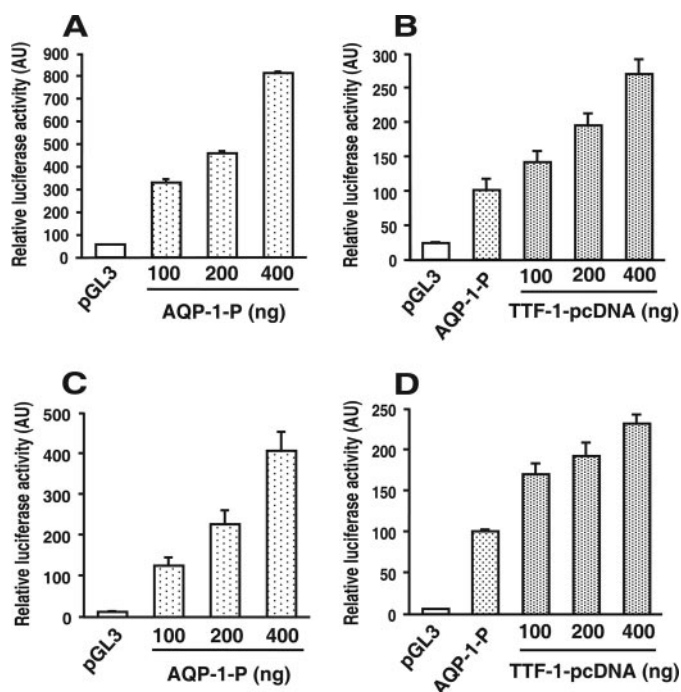 A
Relative luciferase activity (AU)
900
800
700
600
500
400
300
200
100
0
pGL3
100 200 400
AQP-1-P (ng)
B
Relative luciferase activity (AU)
300
250
200
150
100
50
0
pGL3
AQP-1-P
100 200 400
TTF-1-pcDNA (ng)
C
Relative luciferase activity (AU)
500
400
300
200
100
0
pGL3
100 200 400
AQP-1-P (ng)
D
Relative luciferase activity (AU)
250
200
150
100
50
0
pGL3
AQP-1-P
100 200 400
TTF-1-pcDNA (ng)